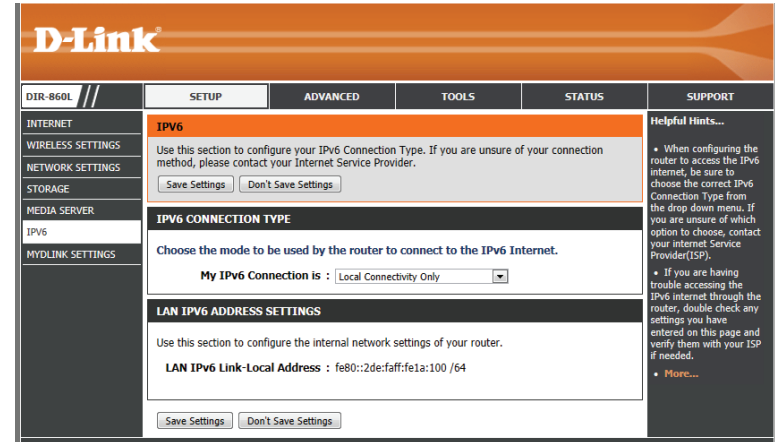 D-Link
DIR-860L
SETUP
ADVANCED
TOOLS
STATUS
SUPPORT
INTERNET
WIRELESS SETTINGS
NETWORK SETTINGS
STORAGE
MEDIA SERVER
IPV6
MYDLINK SETTINGS
IPV6
Use this section to configure your IPv6 Connection Type. If you are unsure of your connection
method, please contact your Internet Service Provider.
Save Settings
Don't Save Settings
IPV6 CONNECTION TYPE
Choose the mode to be used by the router to connect to the IPv6 Internet.
My IPv6 Connection is : Local Connectivity Only
LAN IPV6 ADDRESS SETTINGS
Use this section to configure the internal network settings of your router.
LAN IPv6 Link-Local Address : fe80::2de:faff:fe1a:100 /64
Save Settings
Don't Save Settings
Helpful Hints...
• When configuring the
router to access the IPv6
internet, be sure to
choose the correct IPv6
Connection Type from
the drop down menu. If
you are unsure of which
option to choose, contact
your internet Service
Provider(ISP).
• If you are having
trouble accessing the
IPv6 internet through the
router, double check any
settings you have
entered on this page and
verify them with your ISP
if needed.
• More...